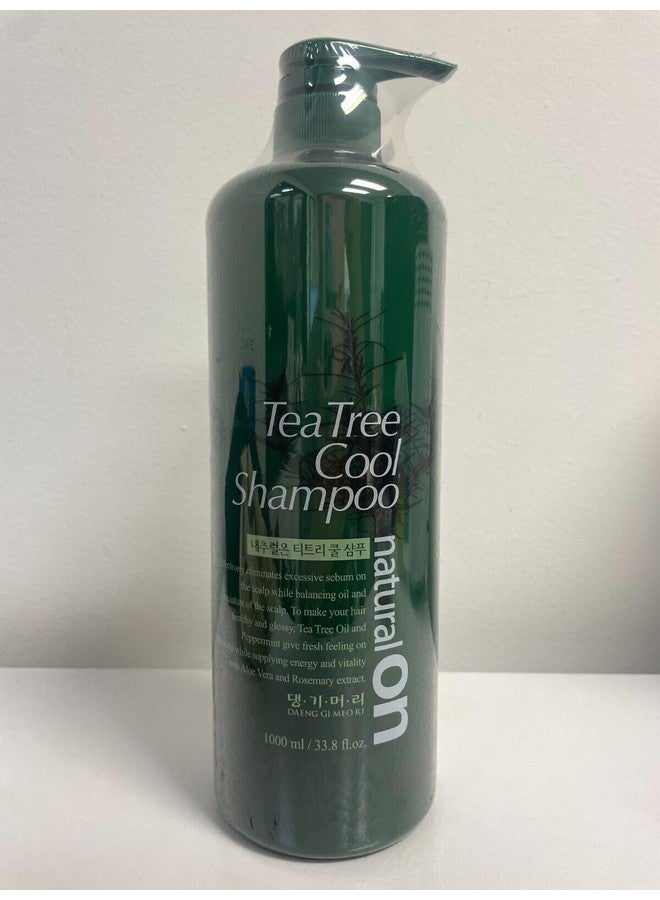 Tea Tree
Cool
Shampoo
내추럴온 티트리 쿨 샴푸
eliminates excessive sebum on
the scalp while balancing oil and
of the scalp. To make your hair
and glossy, Tea Tree Oil and
Peppermint give fresh feeling on
while supplying energy and vitality
with Aloe Vera and Rosemary extract.
댕·기·머·리
DAENG GI MEO RI
1000 ml / 33.8 fl.oz.
natural on